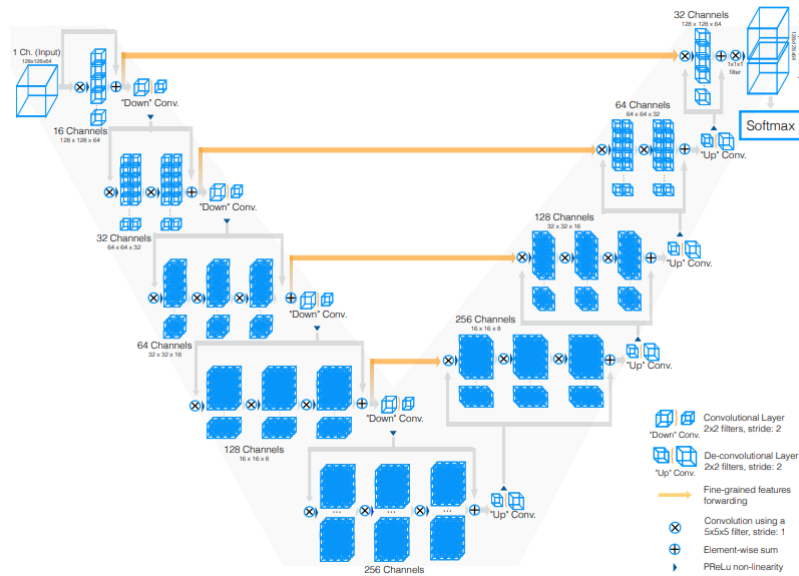 1 Ch. (Input)
128x128x64
"Down" Conv.
16 Channels
128 x 128 x 64
"Down" Conv.
32 Channels
64 x 64 x 32
"Down" Conv.
64 Channels
32 x 32 x 16
"Down" Conv.
128 Channels
16 x 16 x 8
...
...
...
256 Channels
"Up" Conv.
256 Channels
16 x 16 x 8
"Up" Conv.
128 Channels
32 x 32 x 16
"Up" Conv.
64 Channels
64 x 64 x 32
"Up" Conv.
32 Channels
128 x 128 x 64
1x1x1
filter
128x128x64
Softmax
"Down" Conv.
Convolutional Layer
2x2 filters, stride: 2
"Up" Conv.
De-convolutional Layer
2x2 filters, stride: 2
Fine-grained features
forwarding
Convolution using a
5x5x5 filter, stride: 1
Element-wise sum
PReLu non-linearity